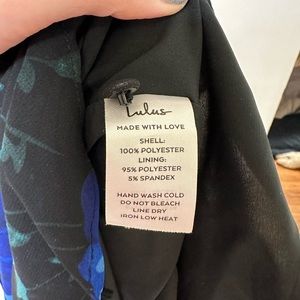 Lulus
MADE WITH LOVE
SHELL:
100% POLYESTER
LINING:
95% POLYESTER
5% SPANDEX
HAND WASH COLD
DO NOT BLEACH
LINE DRY
IRON LOW HEAT